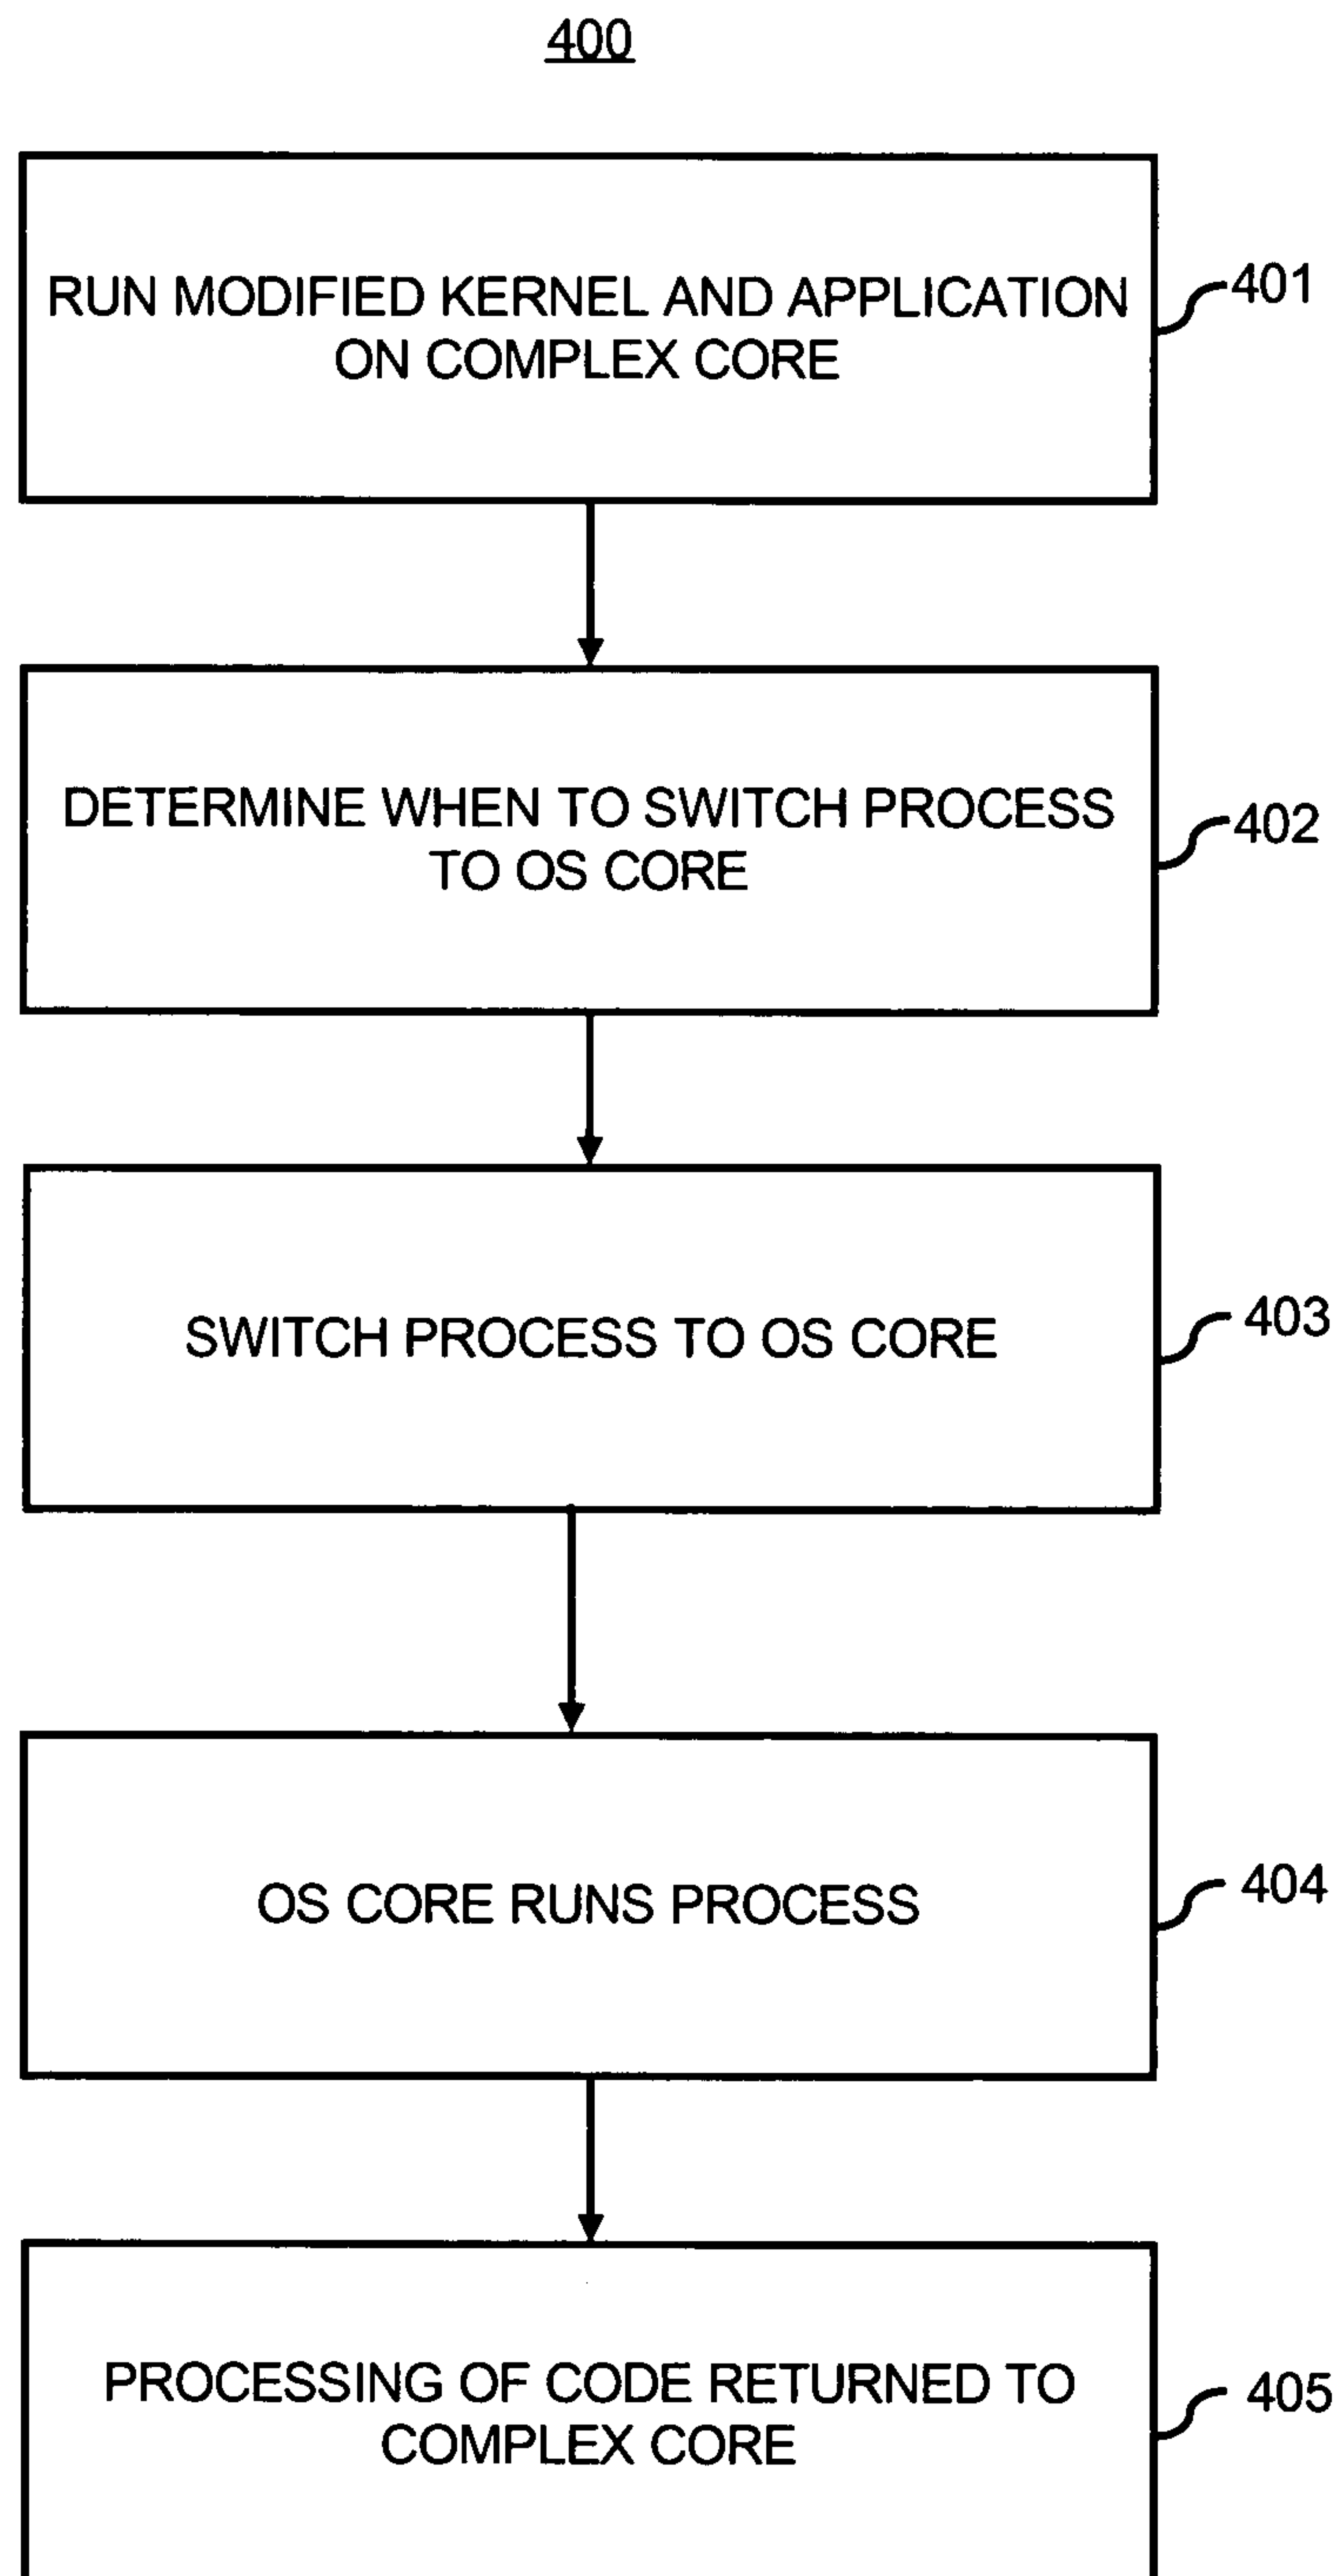 400
RUN MODIFIED KERNEL AND APPLICATION
ON COMPLEX CORE
401
DETERMINE WHEN TO SWITCH PROCESS
TO OS CORE
402
SWITCH PROCESS TO OS CORE
403
OS CORE RUNS PROCESS
404
PROCESSING OF CODE RETURNED TO
COMPLEX CORE
405